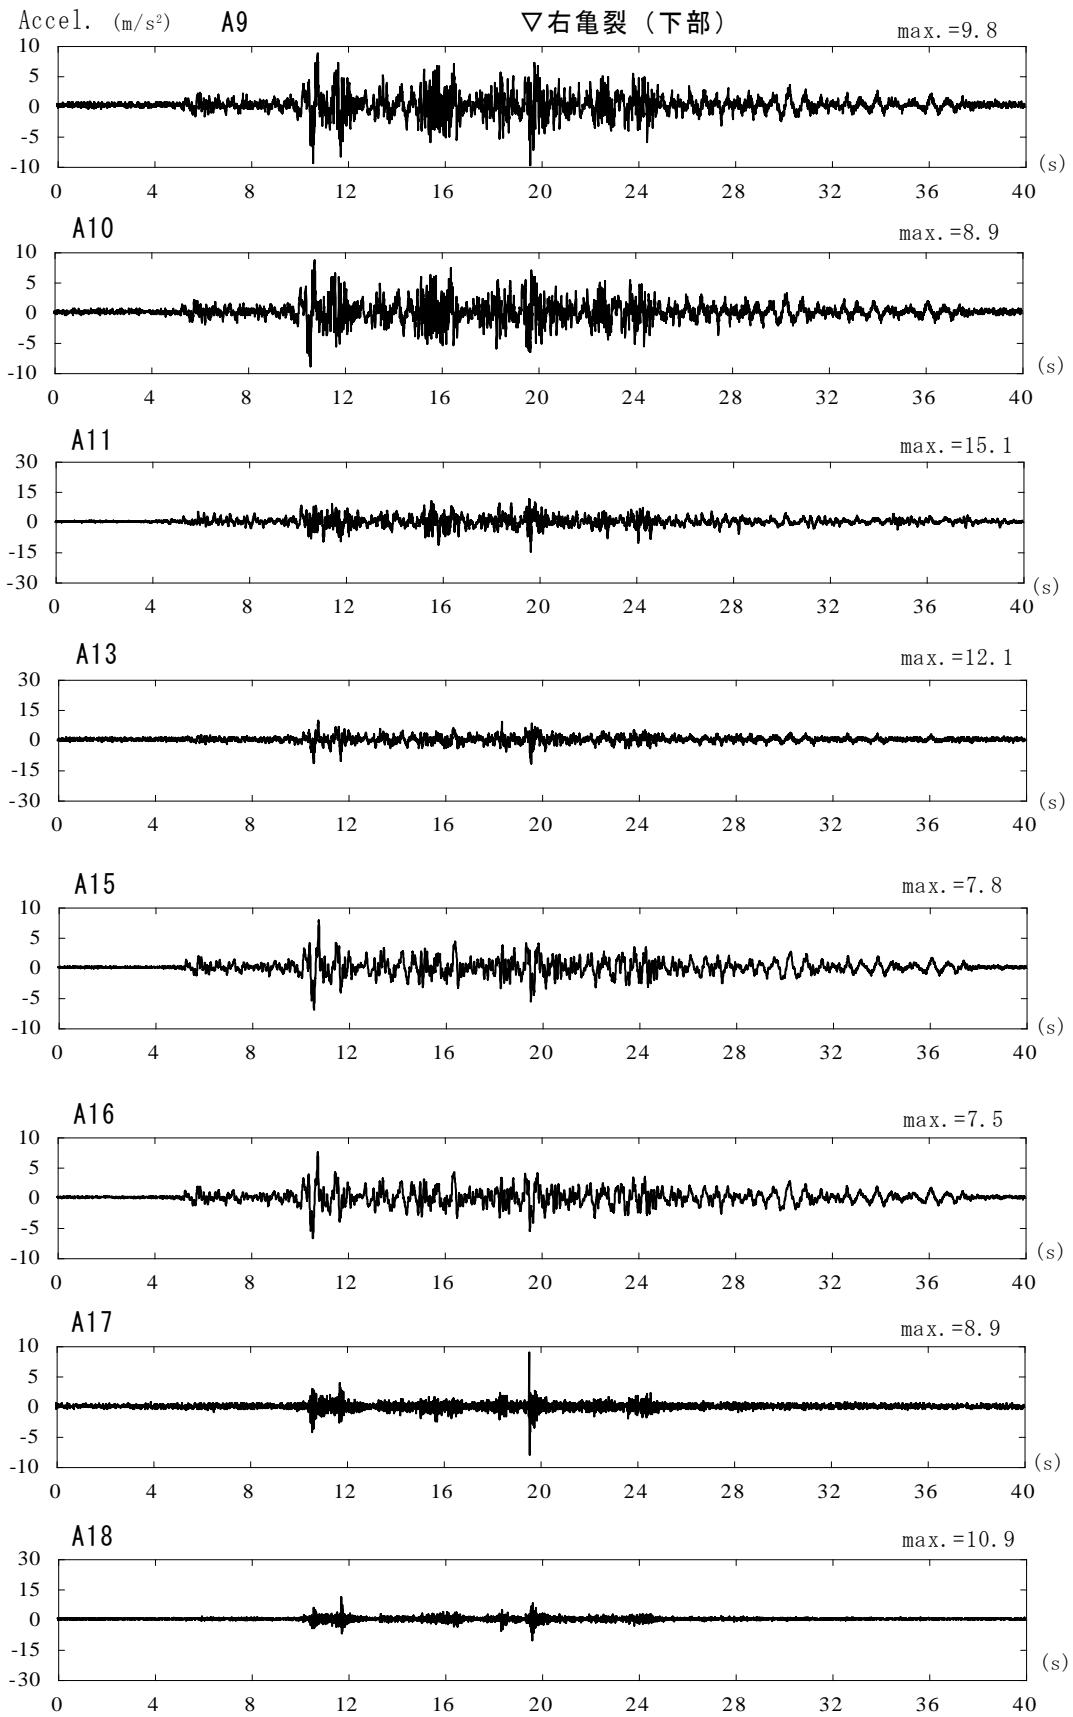 Accel. (m/s²) A9 ▽右亀裂（下部） max.=9.8
10
5
0
-5
-10
(s)
0 4 8 12 16 20 24 28 32 36 40
A10 max.=8.9
10
5
0
-5
-10
(s)
0 4 8 12 16 20 24 28 32 36 40
A11 max.=15.1
30
15
0
-15
-30
(s)
0 4 8 12 16 20 24 28 32 36 40
A13 max.=12.1
30
15
0
-15
-30
(s)
0 4 8 12 16 20 24 28 32 36 40
A15 max.=7.8
10
5
0
-5
-10
(s)
0 4 8 12 16 20 24 28 32 36 40
A16 max.=7.5
10
5
0
-5
-10
(s)
0 4 8 12 16 20 24 28 32 36 40
A17 max.=8.9
10
5
0
-5
-10
(s)
0 4 8 12 16 20 24 28 32 36 40
A18 max.=10.9
30
15
0
-15
-30
(s)
0 4 8 12 16 20 24 28 32 36 40